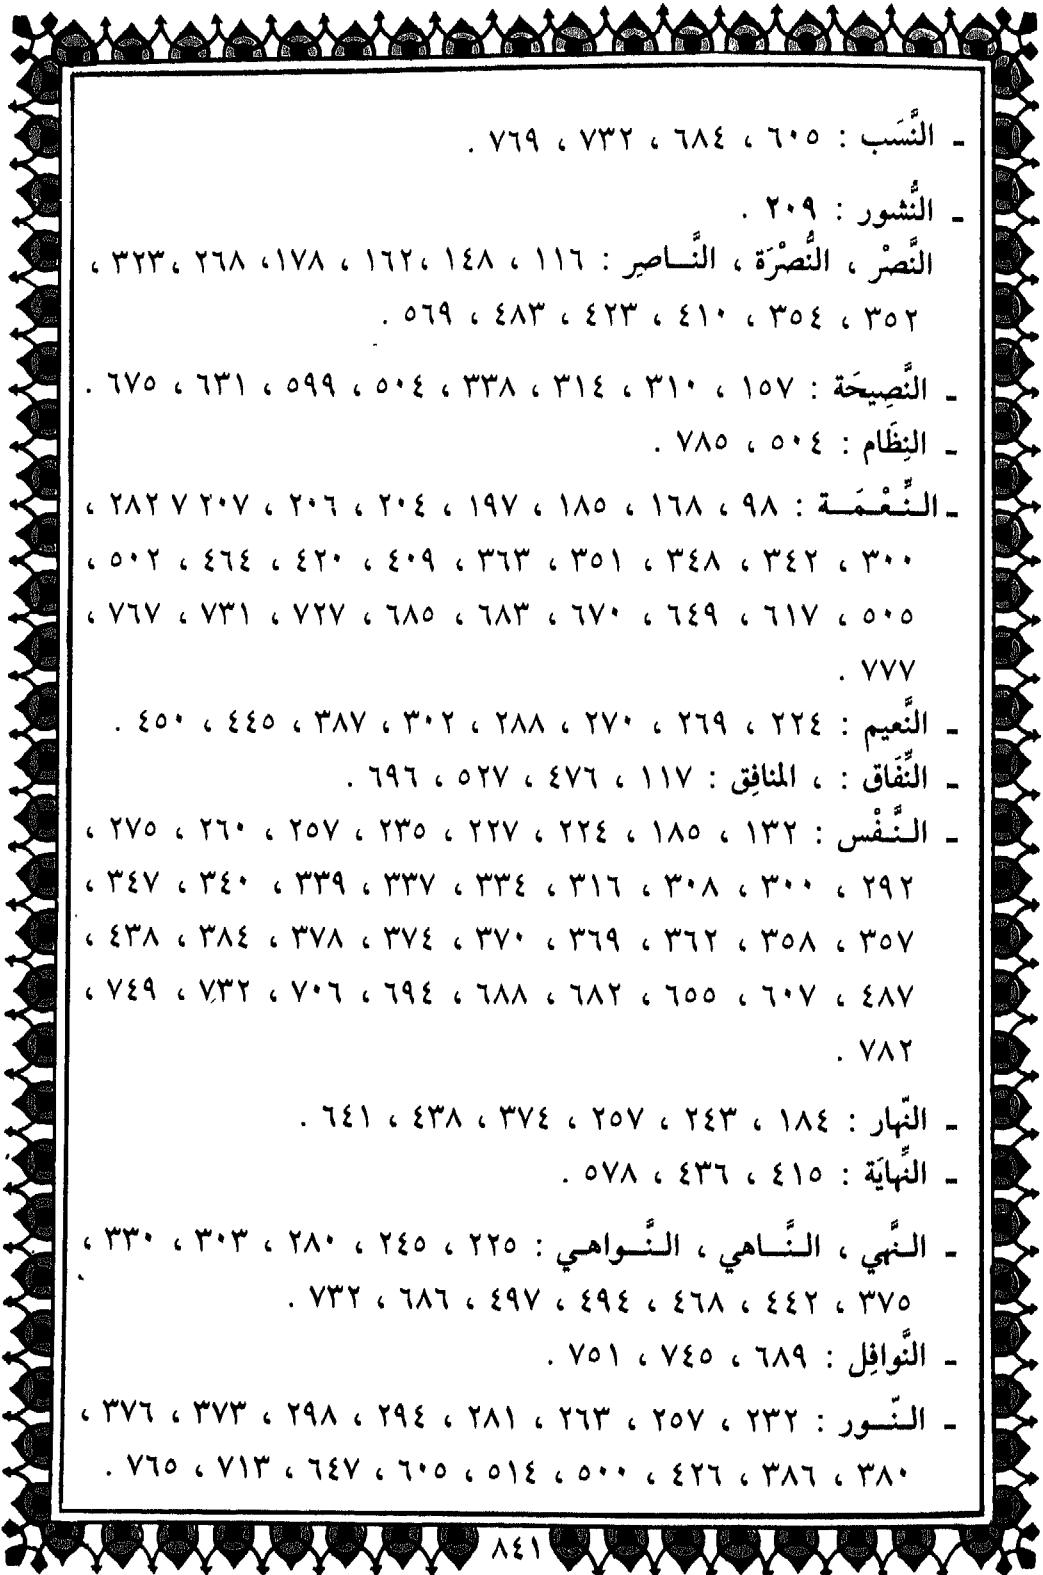 ـ النَّسَب : ٦٠٥ ، ٦٨٤ ، ٧٣٢ ، ٧٦٩ .
ـ النُّشور : ٢٠٩ .
النَّصْر ، النُّصْرَة ، النَّـاصِر : ١١٦ ، ١٤٨ ،١٦٢ ، ١٧٨، ٢٦٨ ،٣٢٣ ،
٣٥٢ ، ٣٥٤ ، ٤١٠ ، ٤٢٣ ، ٤٨٣ ، ٥٦٩ .
ـ النَّصِيحَة : ١٥٧ ، ٣١٠ ، ٣١٤ ، ٣٣٨ ، ٥٠٤ ، ٥٩٩ ، ٦٣١ ، ٦٧٥ .
ـ النِظَام : ٥٠٤ ، ٧٨٥ .
ـ النِّـعْـمَـة : ٩٨ ، ١٦٨ ، ١٨٥ ، ١٩٧ ، ٢٠٤ ، ٢٠٦ ، ٢٠٧ ٧ ٢٨٢ ،
٣٠٠ ، ٣٤٢ ، ٣٤٨ ، ٣٥١ ، ٣٦٣ ، ٤٠٩ ، ٤٢٠ ، ٤٦٤ ، ٥٠٢ ،
٥٠٥ ، ٦١٧ ، ٦٤٩ ، ٦٧٠ ، ٦٨٣ ، ٦٨٥ ، ٧٢٧ ، ٧٣١ ، ٧٦٧ ،
٧٧٧ .
ـ النَّعيم : ٢٢٤ ، ٢٦٩ ، ٢٧٠ ، ٢٨٨ ، ٣٠٢ ، ٣٨٧ ، ٤٤٥ ، ٤٥٠ .
ـ النِّفَاق : ، المنافِق : ١١٧ ، ٤٧٦ ، ٥٢٧ ، ٦٩٦ .
ـ النَّـفْس : ١٣٢ ، ١٨٥ ، ٢٢٤ ، ٢٢٧ ، ٢٣٥ ، ٢٥٧ ، ٢٦٠ ، ٢٧٥ ،
٢٩٢ ، ٣٠٠ ، ٣٠٨ ، ٣١٦ ، ٣٣٤ ، ٣٣٧ ، ٣٣٩ ، ٣٤٠ ، ٣٤٧ ،
٣٥٧ ، ٣٥٨ ، ٣٦٢ ، ٣٦٩ ، ٣٧٠ ، ٣٧٤ ، ٣٧٨ ، ٣٨٤ ، ٤٣٨ ،
٤٨٧ ، ٦٠٧ ، ٦٥٥ ، ٦٨٢ ، ٦٨٨ ، ٦٩٤ ، ٧٠٦ ، ٧٣٢ ، ٧٤٩ ،
٧٨٢ .
ـ النّهار : ١٨٤ ، ٢٤٣ ، ٢٥٧ ، ٣٧٤ ، ٤٣٨ ، ٦٤١ .
ـ النِّهايَة : ٤١٥ ، ٤٣٦ ، ٥٧٨ .
ـ النَّـهي ، النَّـاهي ، النَّـواهـي : ٢٢٥ ، ٢٤٥ ، ٢٨٠ ، ٣٠٣ ، ٣٣٠ ،
٣٧٥ ، ٤٤٢ ، ٤٦٨ ، ٤٩٤ ، ٤٩٧ ، ٦٨٦ ، ٧٣٢ .
ـ النَّوافِل : ٦٨٩ ، ٧٤٥ ، ٧٥١ .
ـ النّـور : ٢٣٢ ، ٢٥٧ ، ٢٦٣ ، ٢٨١ ، ٢٩٤ ، ٢٩٨ ، ٣٧٣ ، ٣٧٦ ،
٣٨٠ ، ٣٨٦ ، ٤٢٦ ، ٥٠٠ ، ٥١٤ ، ٦٠٥ ، ٦٤٧ ، ٧١٣ ، ٧٦٥ .
٨٤١